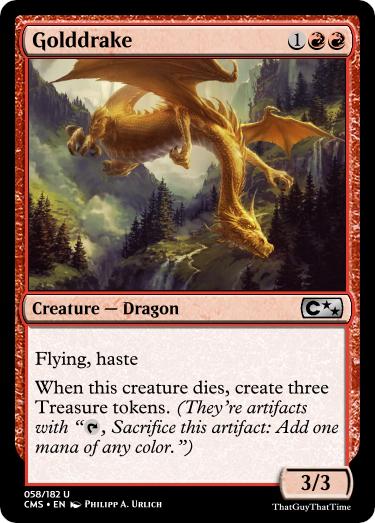 Golddrake 1
Creature — Dragon C
Flying, haste
When this creature dies, create three
Treasure tokens. (They're artifacts
with “, Sacrifice this artifact: Add one
mana of any color.”)
3/3
058/182 U
CMS • EN Philipp A. Urlich
ThatGuyThatTime